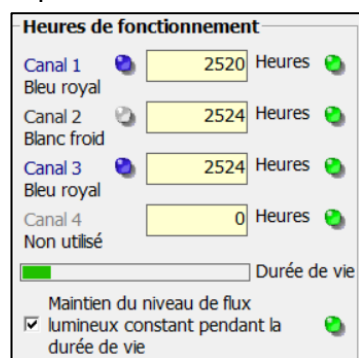 Heures de fonctionnement
Canal 1 2520 Heures
Bleu royal
Canal 2 2524 Heures
Blanc froid
Canal 3 2524 Heures
Bleu royal
Canal 4 0 Heures
Non utilisé
Durée de vie
Maintien du niveau de flux
lumineux constant pendant la
durée de vie